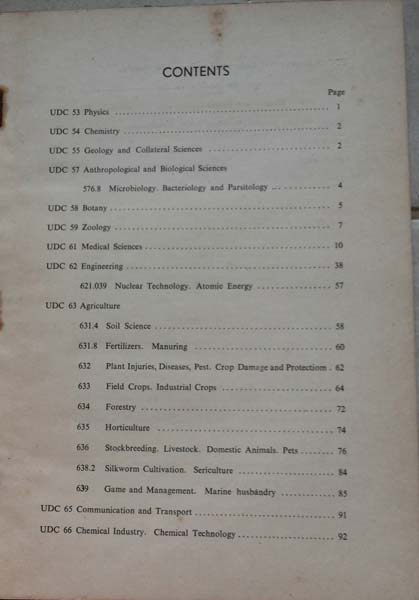 CONTENTS
Page
UDC 53 Physics 1
UDC 54 Chemistry 2
UDC 55 Geology and Collateral Sciences 2
UDC 57 Anthropological and Biological Sciences
576.8 Microbiology. Bacteriology and Parsitology 4
UDC 58 Botany 5
UDC 59 Zoology 7
UDC 61 Medical Sciences 10
UDC 62 Engineering 38
621.039 Nuclear Technology. Atomic Energy 57
UDC 63 Agriculture
631.4 Soil Science 58
631.8 Fertilizers. Manuring 60
632 Plant Injuries, Diseases, Pest. Crop Damage and Protectiom . 62
633 Field Crops. Industrial Crops 64
634 Forestry 72
635 Horticulture 74
636 Stockbreeding. Livestock. Domestic Animals. Pets 76
638.2 Silkworm Cultivation. Sericulture 84
639 Game and Management. Marine husbandry 85
UDC 65 Communication and Transport 91
UDC 66 Chemical Industry. Chemical Technology 92